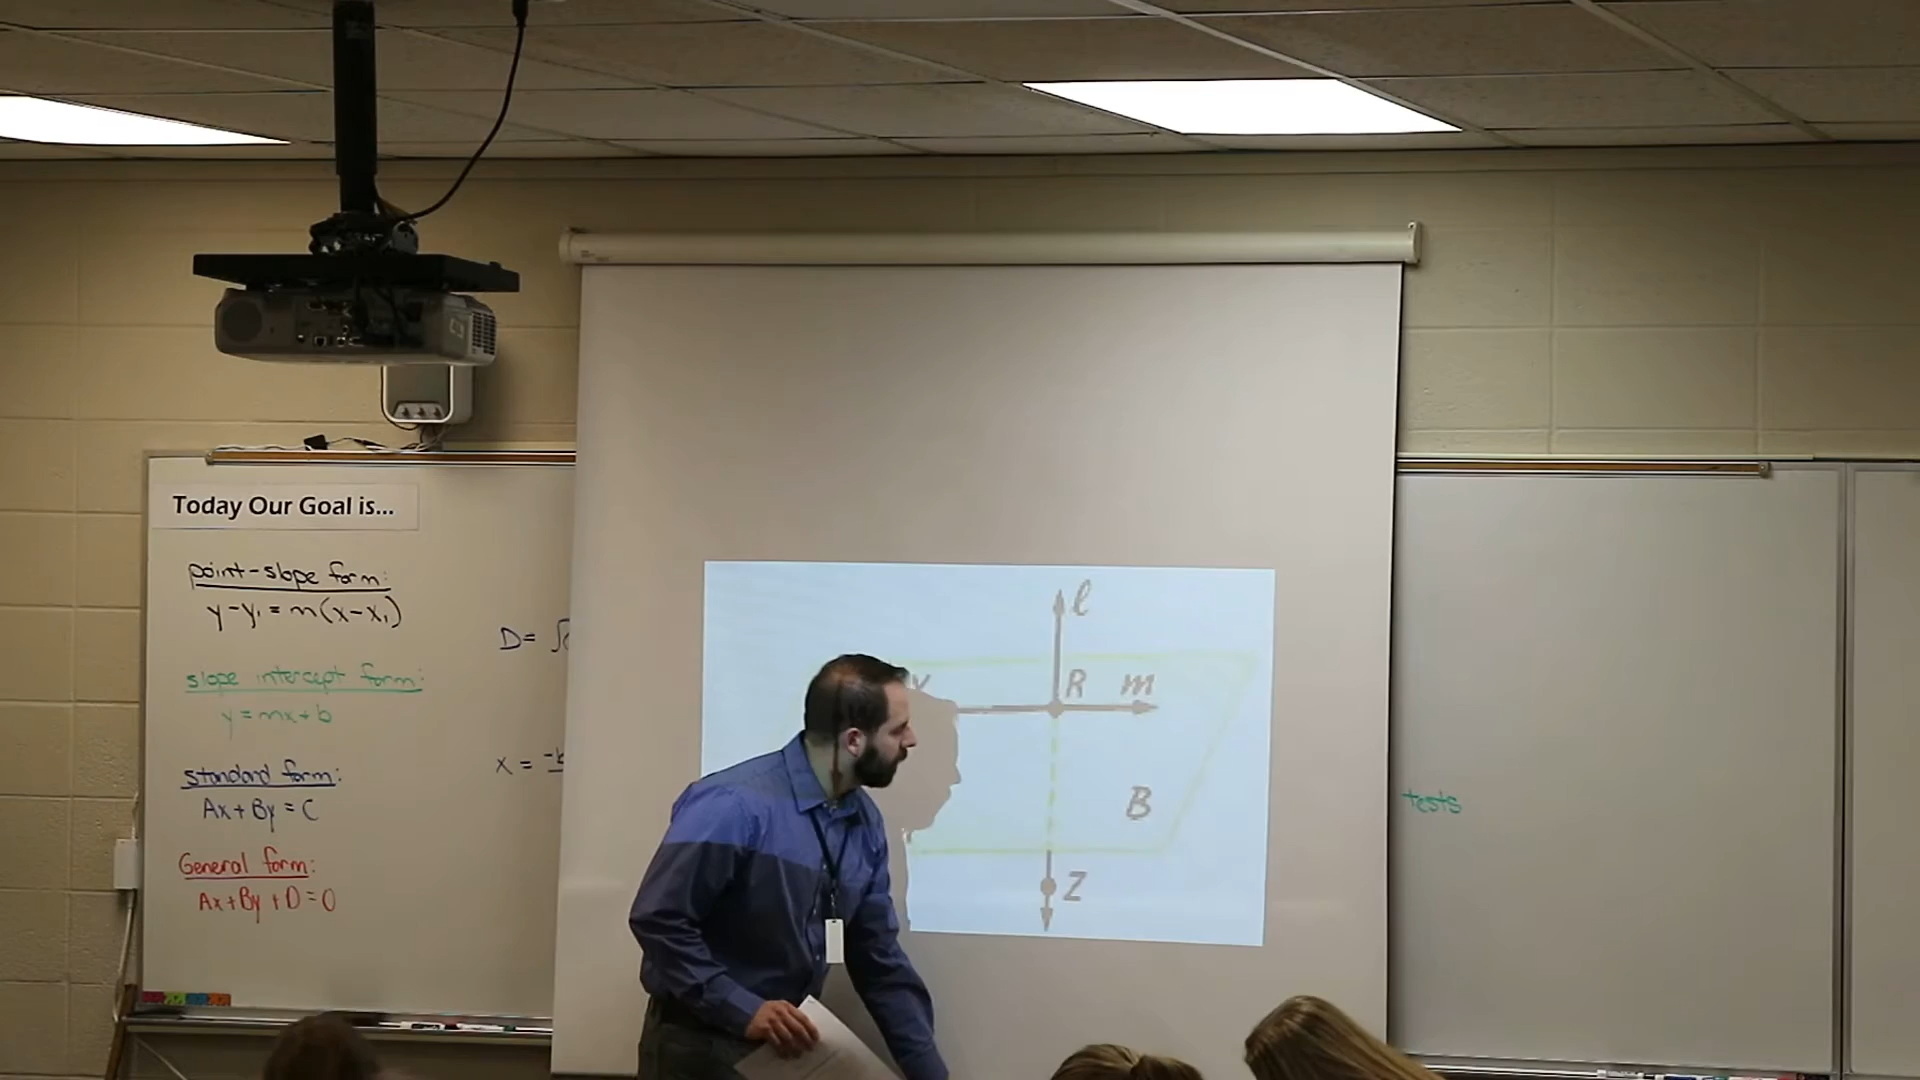 Today Our Goal is...
point-slope form:
y-y₁ = m(x-x₁)
slope intercept form:
y = mx+b
standard form:
Ax + By = C
General form:
Ax+By+D=0
D= √
x = -b
l
R m
B
Z
tests